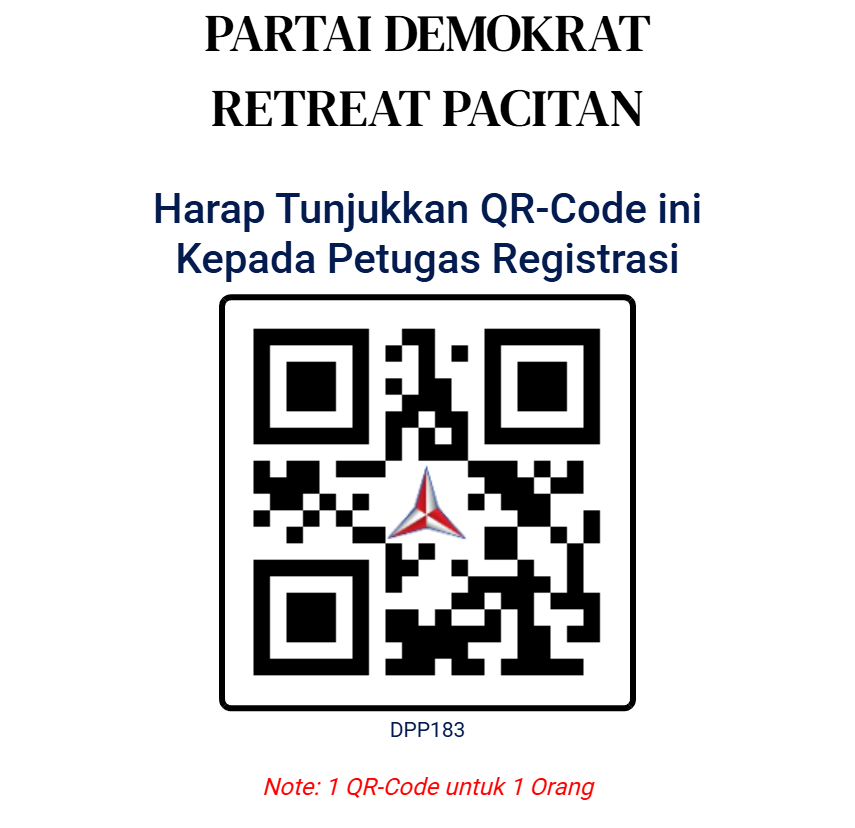 PARTAI DEMOKRAT
RETREAT PACITAN
Harap Tunjukkan QR-Code ini
Kepada Petugas Registrasi
DPP183
Note: 1 QR-Code untuk 1 Orang